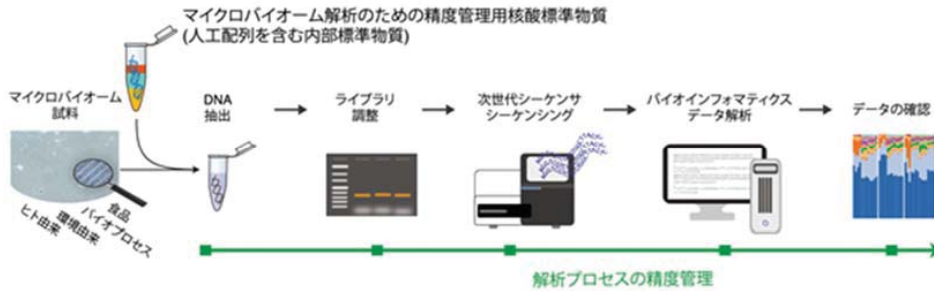 マイクロバイオーム解析のための精度管理用核酸標準物質
(人工配列を含む内部標準物質)
マイクロバイオーム
試料
DNA
抽出
ライブラリ
調整
次世代シーケンサ
シーケンシング
バイオインフォマティクス
データ解析
データの確認
食品
バイオプロセス
環境由来
ヒト由来
解析プロセスの精度管理